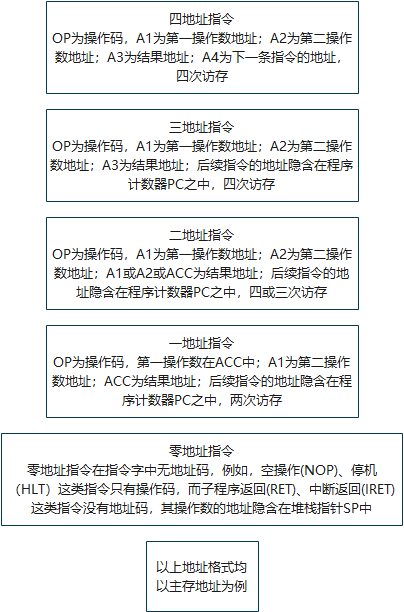 四地址指令
OP为操作码，A1为第一操作数地址；A2为第二操作
数地址；A3为结果地址；A4为下一条指令的地址，
四次访存
三地址指令
OP为操作码，A1为第一操作数地址；A2为第二操作
数地址；A3为结果地址；后续指令的地址隐含在程序
计数器PC之中，四次访存
二地址指令
OP为操作码，A1为第一操作数地址；A2为第二操作
数地址；A1或A2或ACC为结果地址；后续指令的地
址隐含在程序计数器PC之中，四或三次访存
一地址指令
OP为操作码，第一操作数在ACC中；A1为第二操作
数地址；ACC为结果地址；后续指令的地址隐含在程
序计数器PC之中，两次访存
零地址指令
零地址指令在指令字中无地址码，例如，空操作(NOP)、停机
（HLT）这类指令只有操作码，而子程序返回(RET)、中断返回(IRET)
这类指令没有地址码，其操作数的地址隐含在堆栈指针SP中
以上地址格式均
以主存地址为例